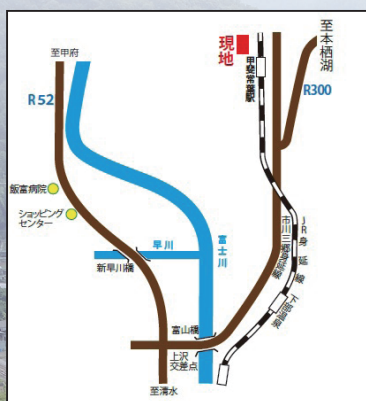 至甲府
R52
現地
甲斐常葉駅
至本栖湖
R300
飯富病院
ショッピング
センター
早川
新早川橋
富士川
市川三郷身延線
JR身延線
下部温泉
富山橋
上沢
交差点
至清水